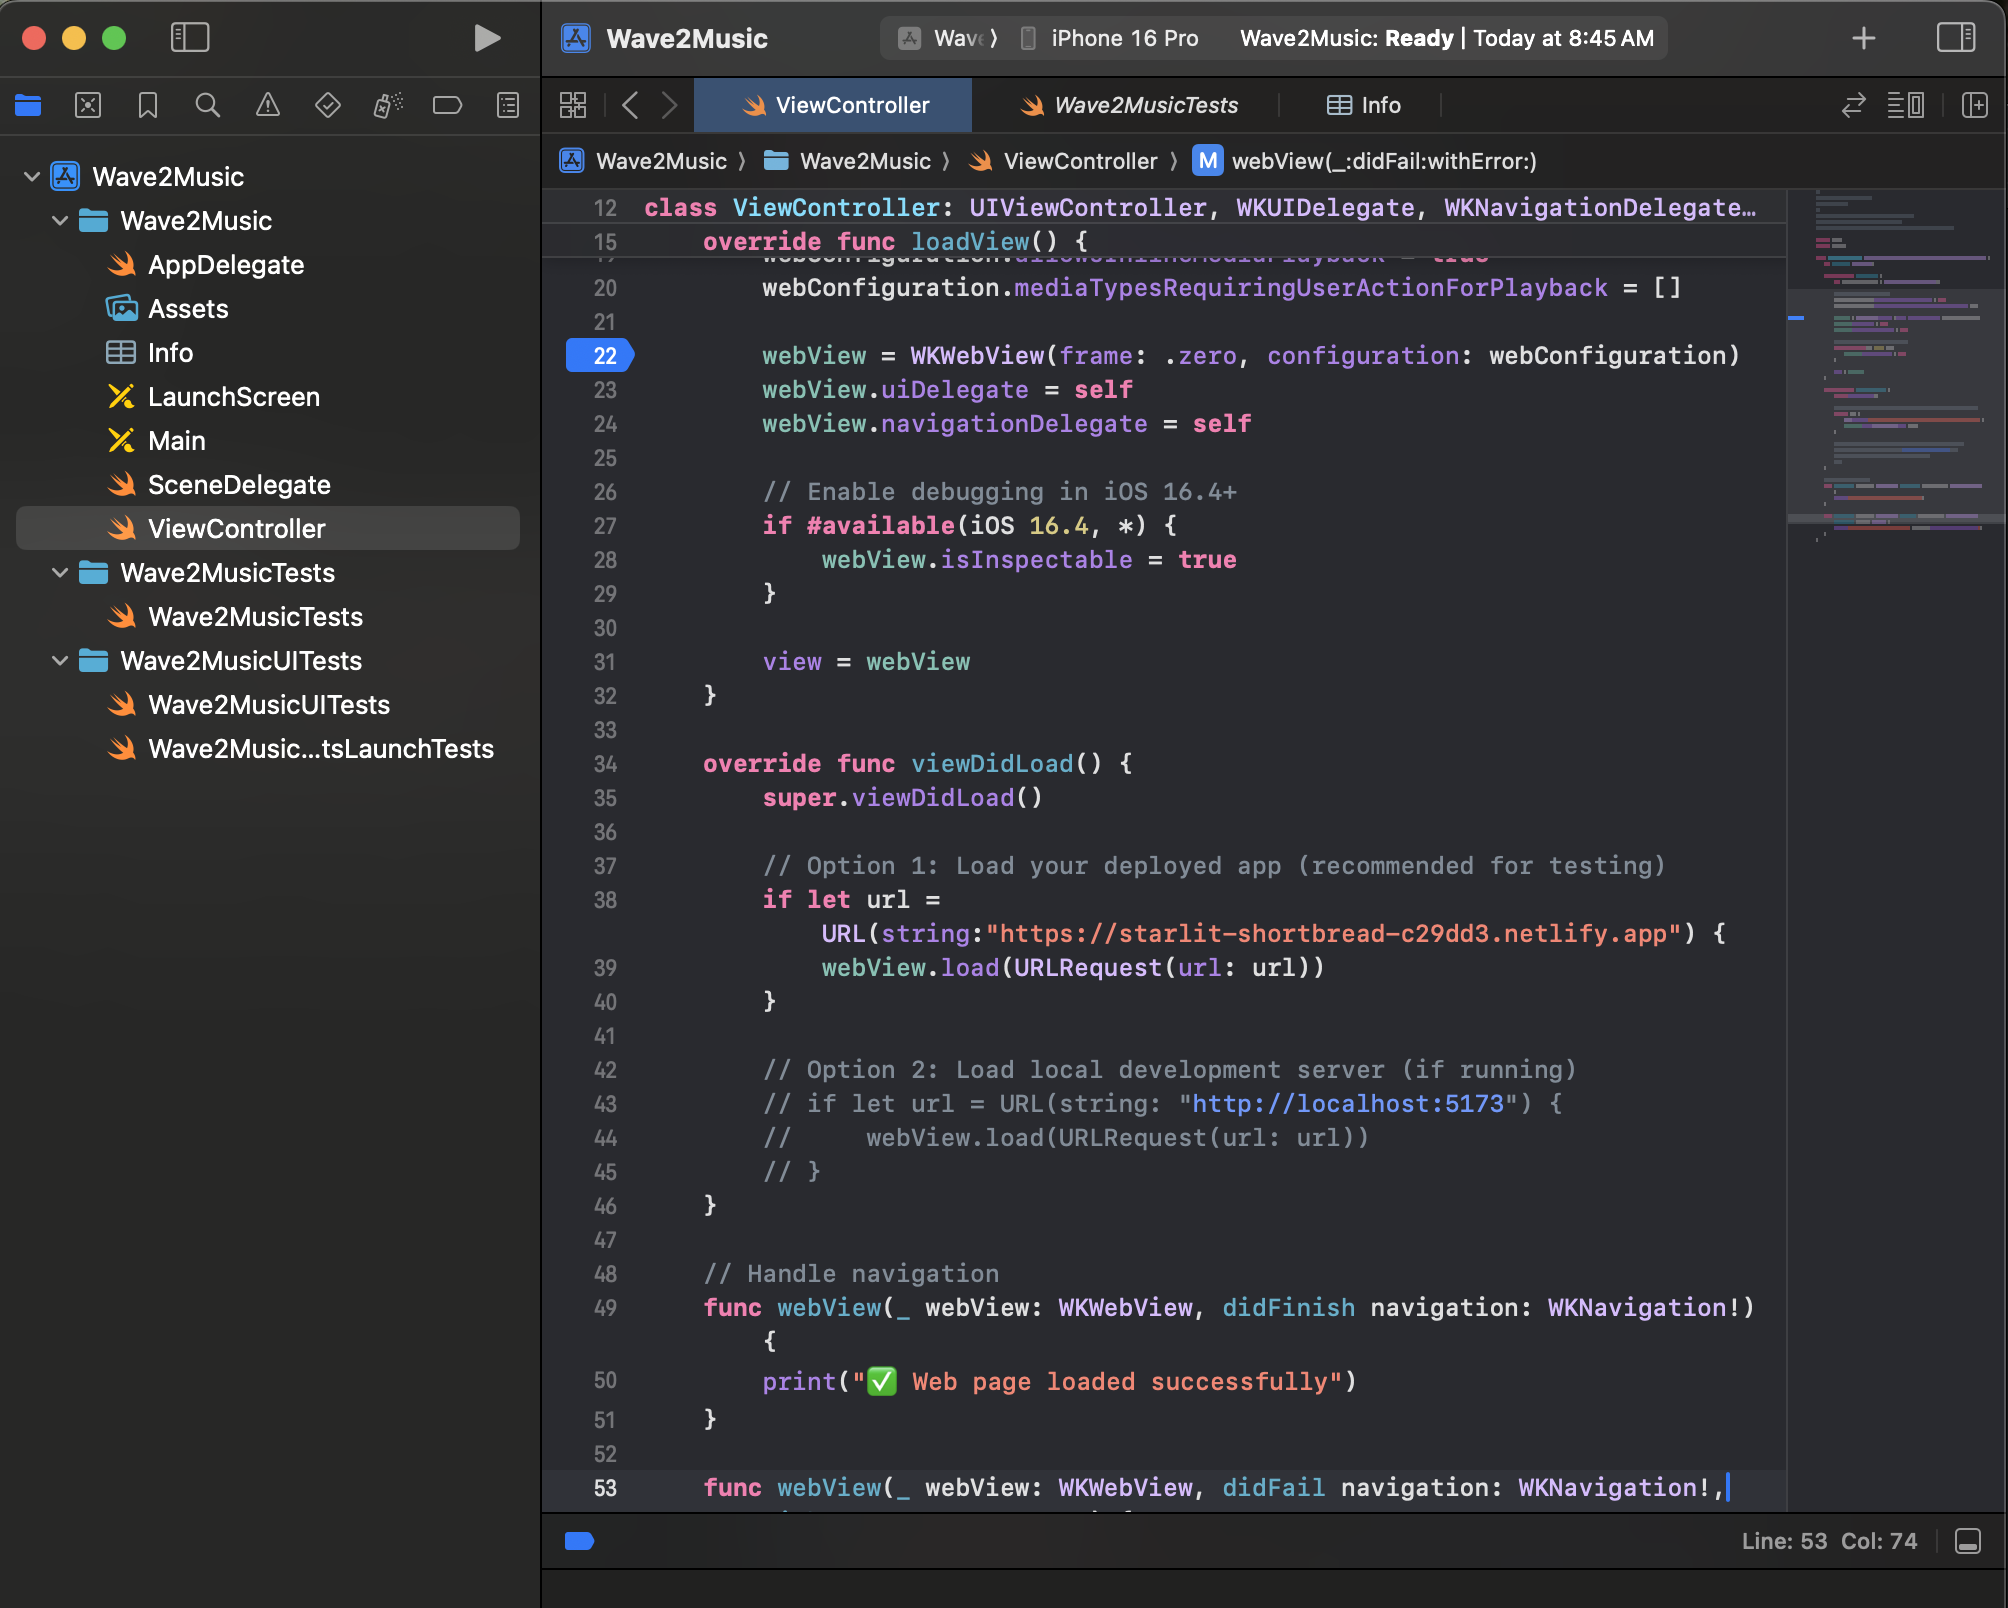 Wave2Music
Wav
iPhone 16 Pro
Wave2Music: Ready | Today at 8:45 AM
ViewController
Wave2MusicTests
Info
Wave2Music
Wave2Music
AppDelegate
Assets
Info
LaunchScreen
Main
SceneDelegate
ViewController
Wave2MusicTests
Wave2MusicTests
Wave2MusicUITests
Wave2MusicUITests
Wave2Music...tsLaunchTests
Wave2Music 〉 Wave2Music 〉 ViewController 〉 M webView(_:didFail:withError:)
12 class ViewController: UIViewController, WKUIDelegate, WKNavigationDelegate…
15 override func loadView() {
20 webConfiguration.mediaTypesRequiringUserActionForPlayback = []
21
22 webView = WKWebView(frame: .zero, configuration: webConfiguration)
23 webView.uiDelegate = self
24 webView.navigationDelegate = self
25
26 // Enable debugging in iOS 16.4+
27 if #available(iOS 16.4, *) {
28 webView.isInspectable = true
29 }
30
31 view = webView
32 }
33
34 override func viewDidLoad() {
35 super.viewDidLoad()
36
37 // Option 1: Load your deployed app (recommended for testing)
38 if let url =
URL(string:"https://starlit-shortbread-c29dd3.netlify.app") {
39 webView.load(URLRequest(url: url))
40 }
41
42 // Option 2: Load local development server (if running)
43 // if let url = URL(string: "http://localhost:5173") {
44 //     webView.load(URLRequest(url: url))
45 // }
46 }
47
48 // Handle navigation
49 func webView(_ webView: WKWebView, didFinish navigation: WKNavigation!)
{
50 print("✅ Web page loaded successfully")
51 }
52
53 func webView(_ webView: WKWebView, didFail navigation: WKNavigation!,
Line: 53 Col: 74